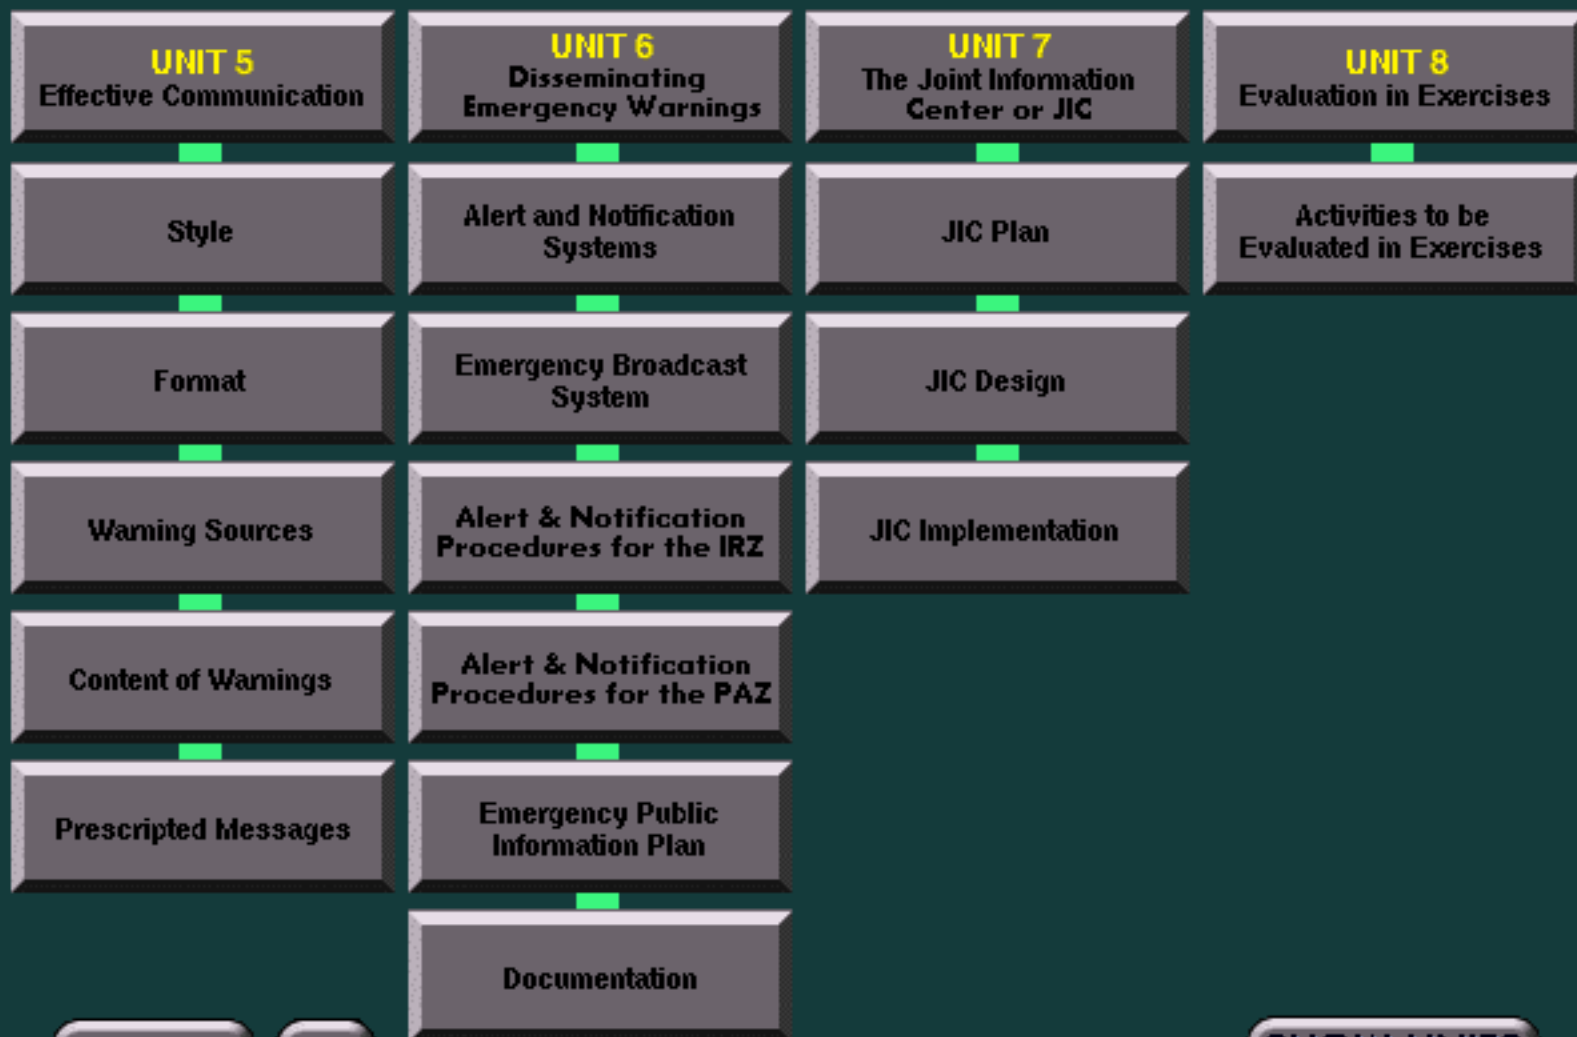 UNIT 5
Effective Communication
Style
Format
Warning Sources
Content of Warnings
Prescripted Messages
UNIT 6
Disseminating
Emergency Warnings
Alert and Notification
Systems
Emergency Broadcast
System
Alert & Notification
Procedures for the IRZ
Alert & Notification
Procedures for the PAZ
Emergency Public
Information Plan
Documentation
UNIT 7
The Joint Information
Center or JIC
JIC Plan
JIC Design
JIC Implementation
UNIT 8
Evaluation in Exercises
Activities to be
Evaluated in Exercises